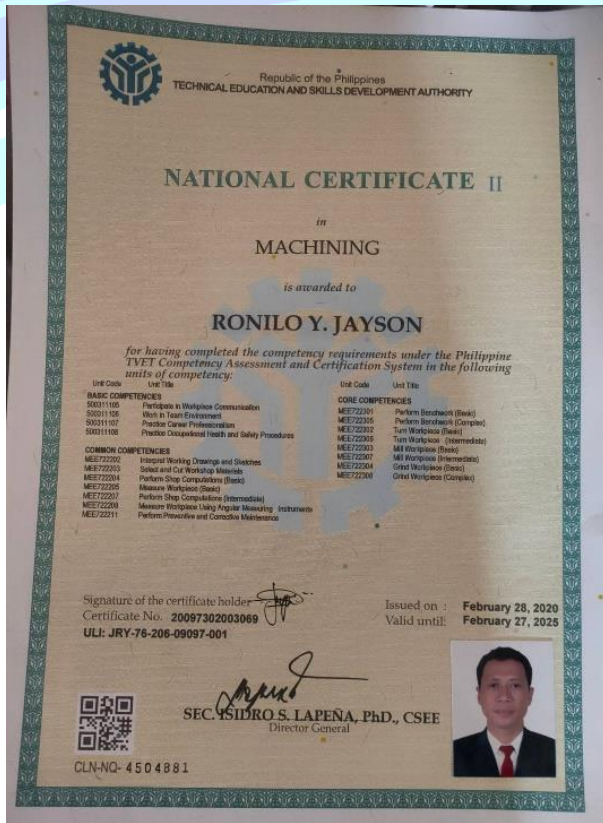 Republic of the Philippines
TECHNICAL EDUCATION AND SKILLS DEVELOPMENT AUTHORITY
NATIONAL CERTIFICATE II
in
MACHINING
is awarded to
RONILO Y. JAYSON
for having completed the competency requirements under the Philippine
TVET Competency Assessment and Certification System in the following
units of competency:
Unit Code Unit Title
BASIC COMPETENCIES
500311105 Participate in Workplace Communication
500311106 Work in Team Environment
500311107 Practice Career Professionalism
500311108 Practice Occupational Health and Safety Procedures
COMMON COMPETENCIES
MEE722202 Interpret Working Drawings and Sketches
MEE722203 Select and Cut Workshop Materials
MEE722204 Perform Shop Computations (Basic)
MEE722205 Measure Workpiece (Basic)
MEE722207 Perform Shop Computations (Intermediate)
MEE722208 Measure Workpiece Using Angular Measuring Instruments
MEE722211 Perform Preventive and Corrective Maintenance
Unit Code Unit Title
CORE COMPETENCIES
MEE722301 Perform Benchwork (Basic)
MEE722305 Perform Benchwork (Complex)
MEE722302 Turn Workpiece (Basic)
MEE722306 Turn Workpiece (Intermediate)
MEE722303 Mill Workpiece (Basic)
MEE722307 Mill Workpiece (Intermediate)
MEE722304 Grind Workpiece (Basic)
MEE722308 Grind Workpiece (Complex)
Signature of the certificate holder
Certificate No. 20097302003069
ULI: JRY-76-206-09097-001
Issued on : February 28, 2020
Valid until: February 27, 2025
SEC. ISIDRO S. LAPEÑA, PhD., CSEE
Director General
CLN-NQ- 4504881